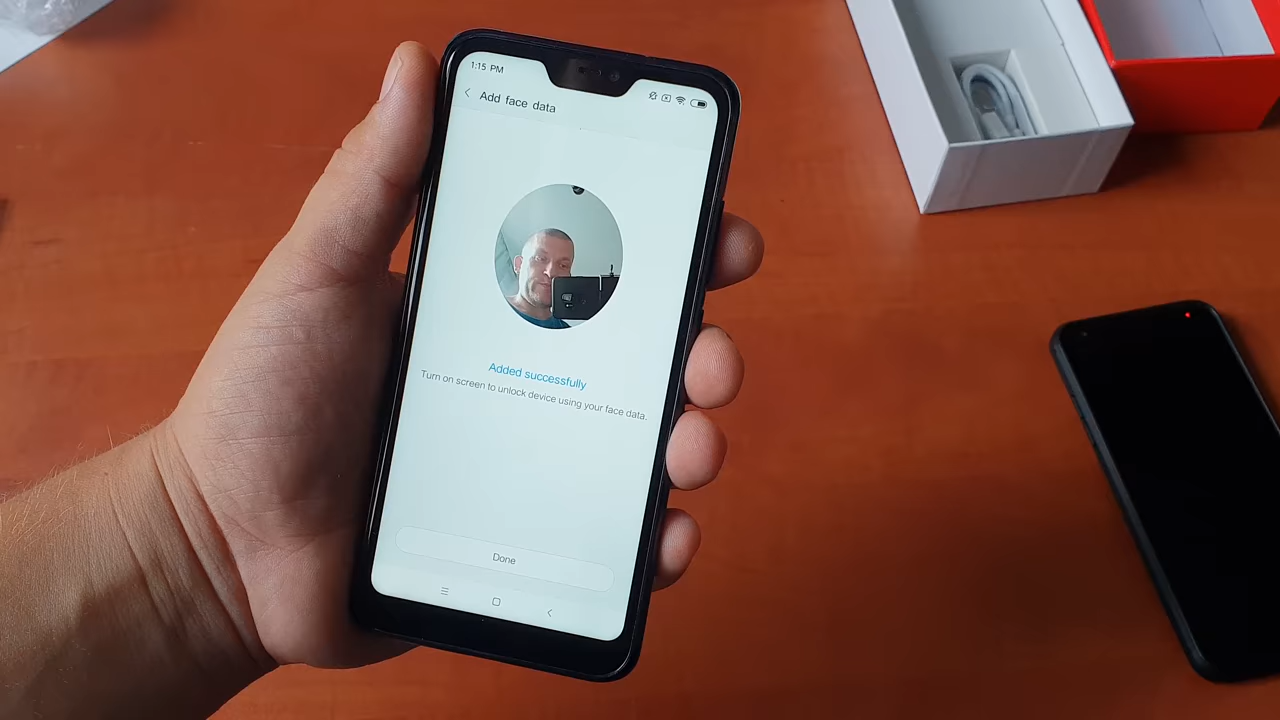 1:15 PM
Add face data
Added successfully
Turn on screen to unlock device using your face data.
Done